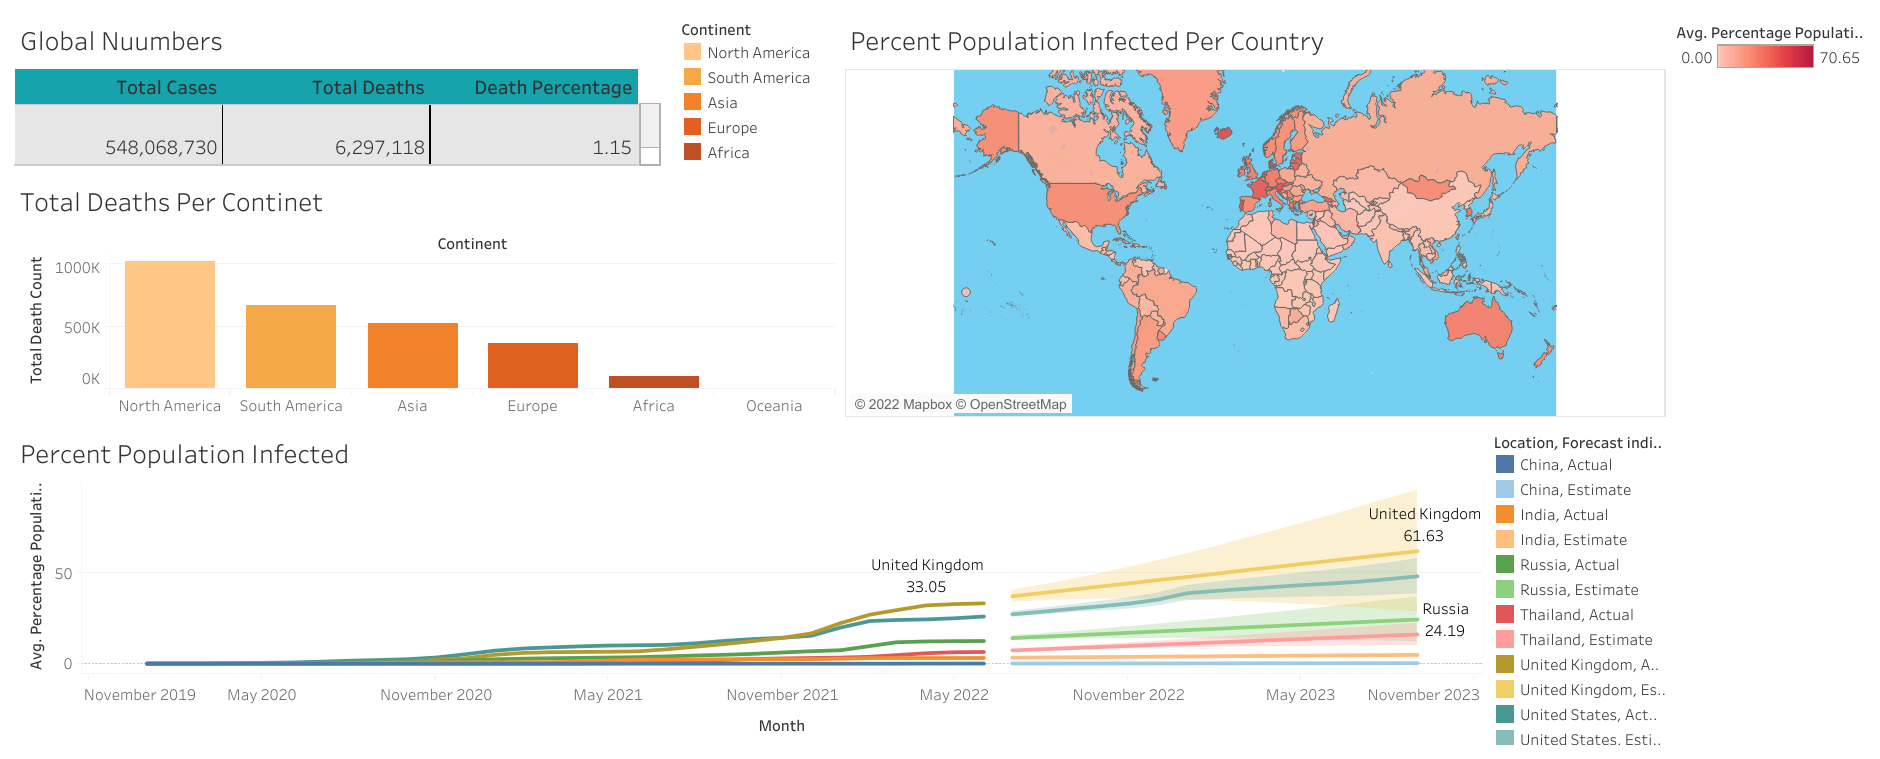 Global Nuumbers
Total Cases Total Deaths Death Percentage
548,068,730 6,297,118 1.15
Continent
North America
South America
Asia
Europe
Africa
Total Deaths Per Continet
Continent
Total Death Count
1000K
500K
0K
North America South America Asia Europe Africa Oceania
Percent Population Infected Per Country
© 2022 Mapbox © OpenStreetMap
Avg. Percentage Populati..
0.00 70.65
Percent Population Infected
Avg. Percentage Populati..
50
0
United Kingdom
33.05
United Kingdom
61.63
Russia
24.19
November 2019 May 2020 November 2020 May 2021 November 2021 May 2022 November 2022 May 2023 November 2023
Month
Location, Forecast indi..
China, Actual
China, Estimate
India, Actual
India, Estimate
Russia, Actual
Russia, Estimate
Thailand, Actual
Thailand, Estimate
United Kingdom, A..
United Kingdom, Es..
United States, Act..
United States, Esti..